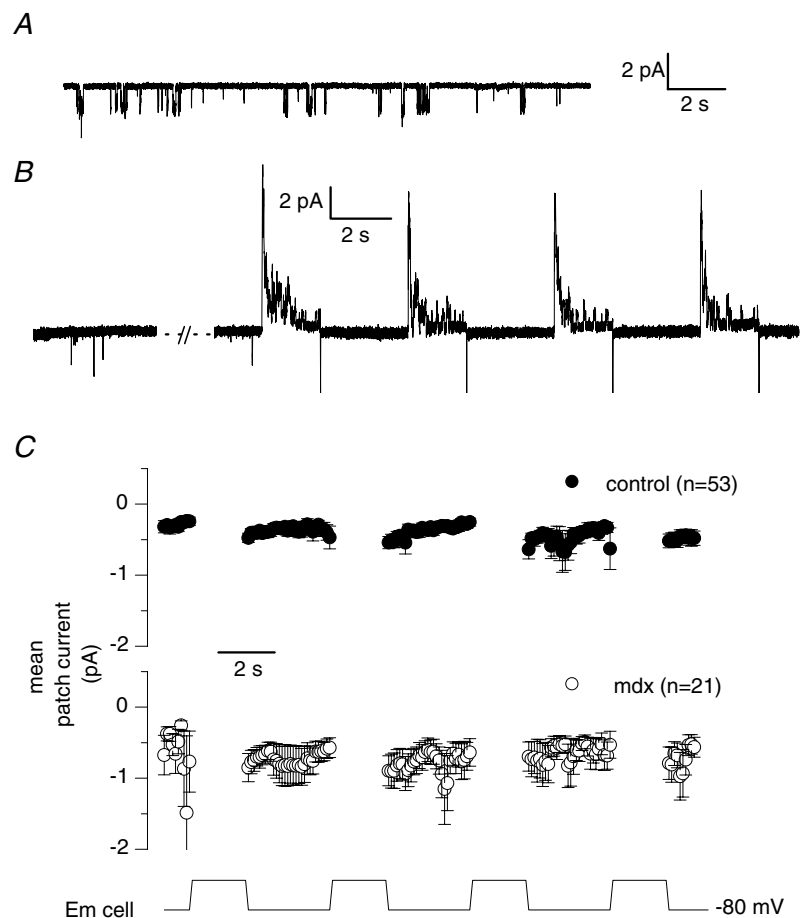 A
2 pA
2 s
B
2 pA
2 s
//
C
control (n=53)
0
-1
-2
mean
patch current
(pA)
2 s
mdx (n=21)
0
-1
-2
Em cell
-80 mV